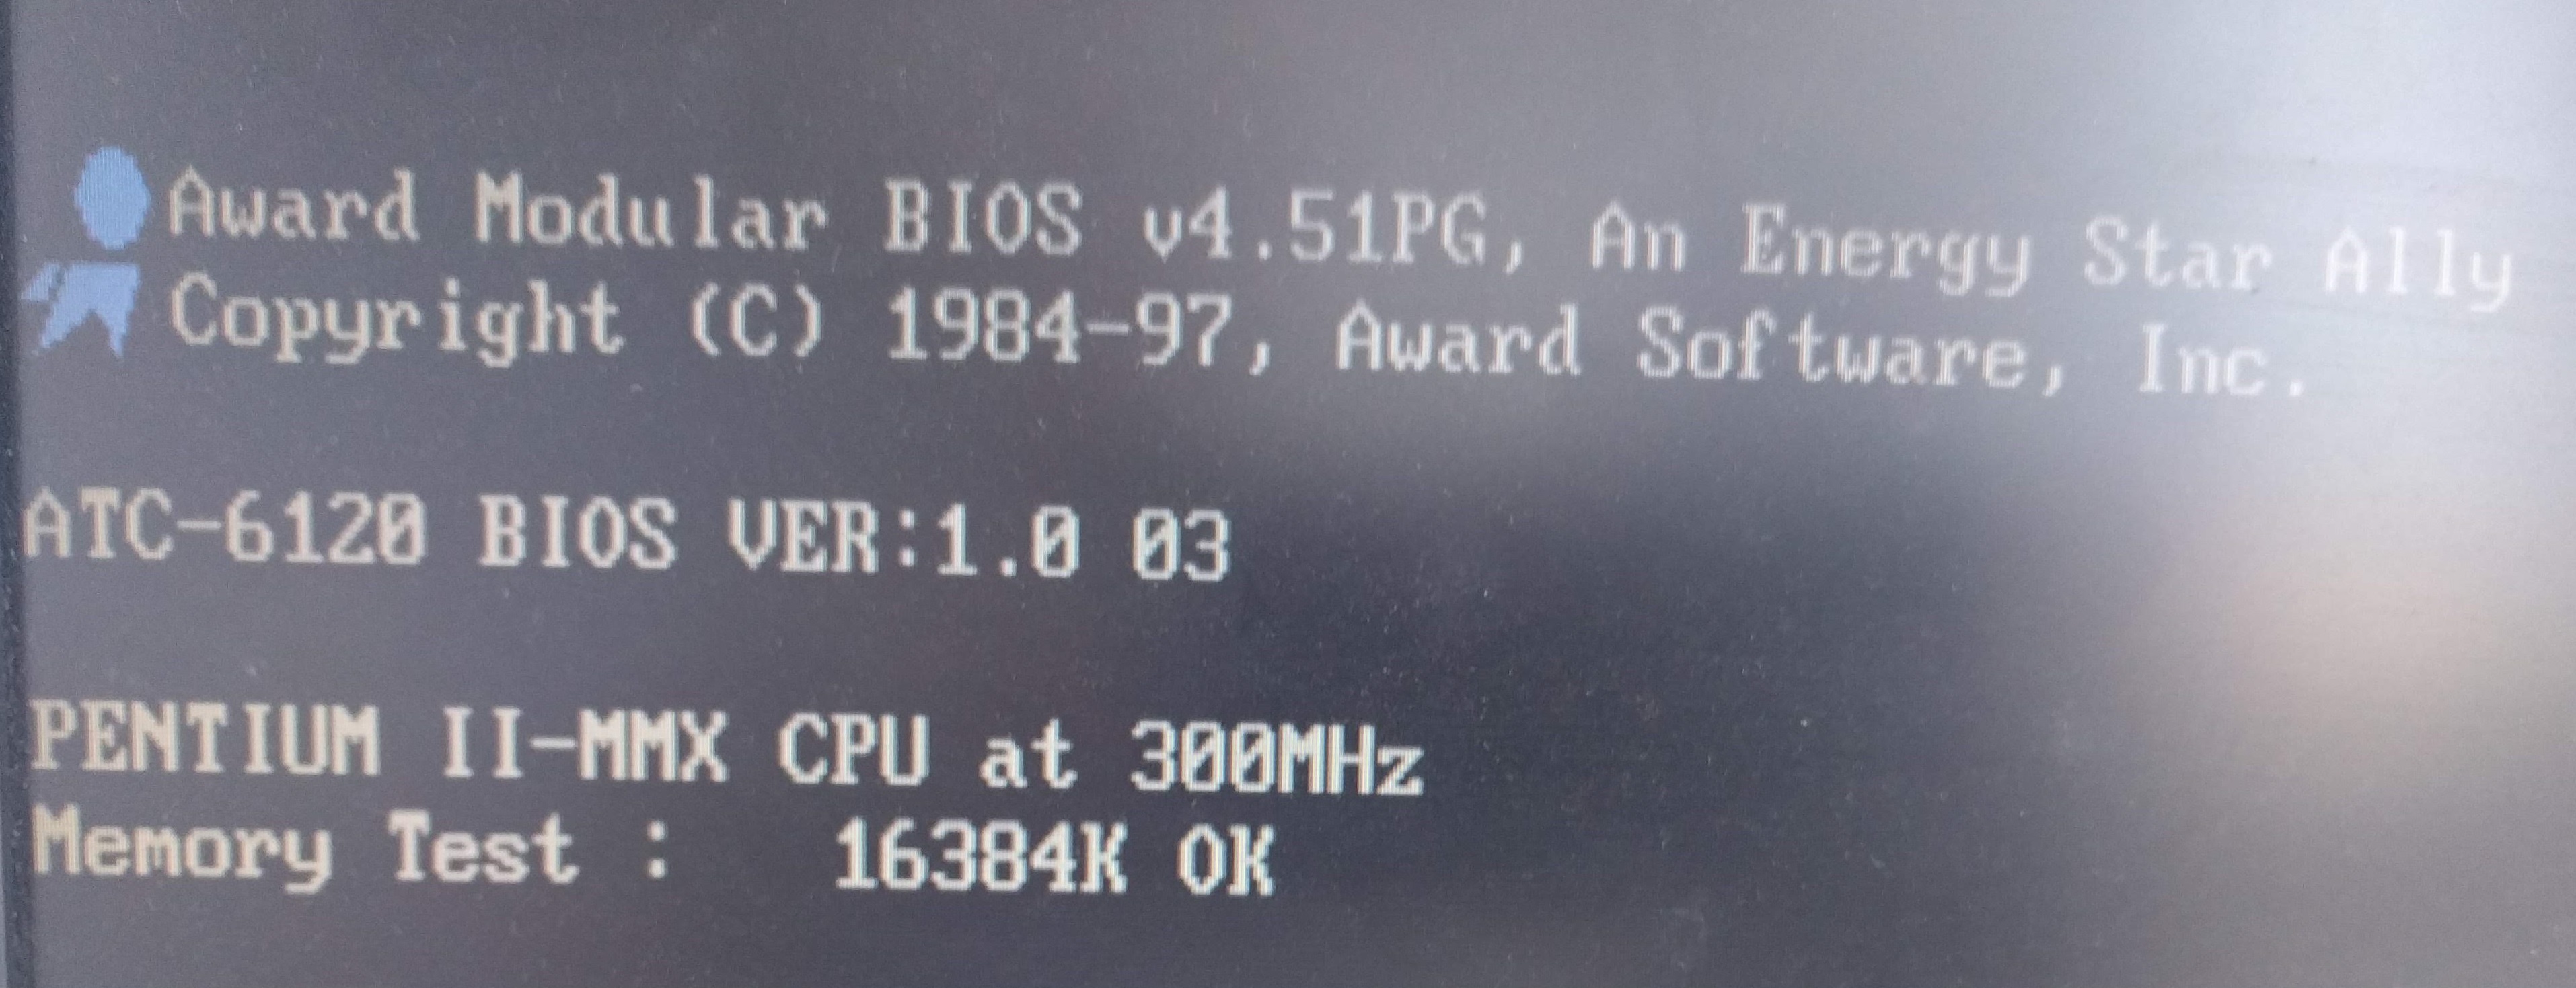 Award Modular BIOS v4.51PG, An Energy Star Ally
Copyright (C) 1984-97, Award Software, Inc.
ATC-6120 BIOS VER:1.0 03
PENTIUM II-MMX CPU at 300MHz
Memory Test :   16384K OK